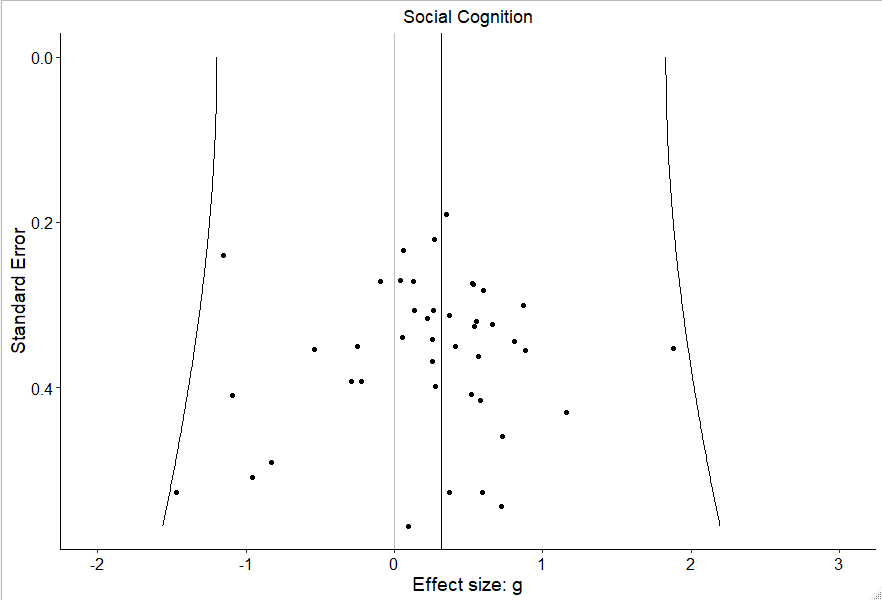 Social Cognition
0.0
0.2
0.4
Standard Error
-2 -1 0 1 2 3
Effect size: g